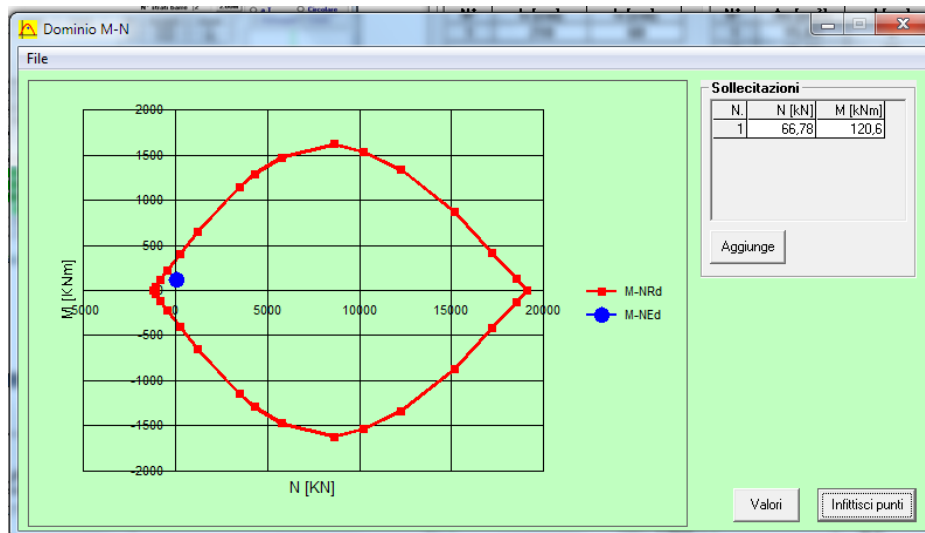 Dominio M-N
File
Sollecitazioni
N. N [kN] M [kNm]
1 66,78 120,6
Aggiunge
2000
1500
1000
500
0
-500
-1000
-1500
-2000
5000 0 5000 10000 15000 20000
M [KNm]
N [KN]
M-NRd
M-NEd
Valori
Infittisci punti